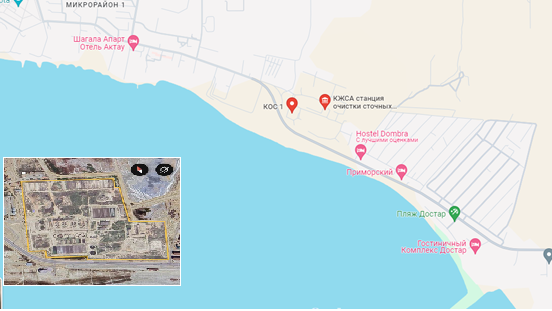 МИКРОРАЙОН 1
Шагала Апарт
Отель Актау
КОС 1
КЖСА станция
очистки сточных...
Hostel Dombra
С лучшими оценками
Приморский
Пляж Достар
Гостиничный
Комплекс Достар